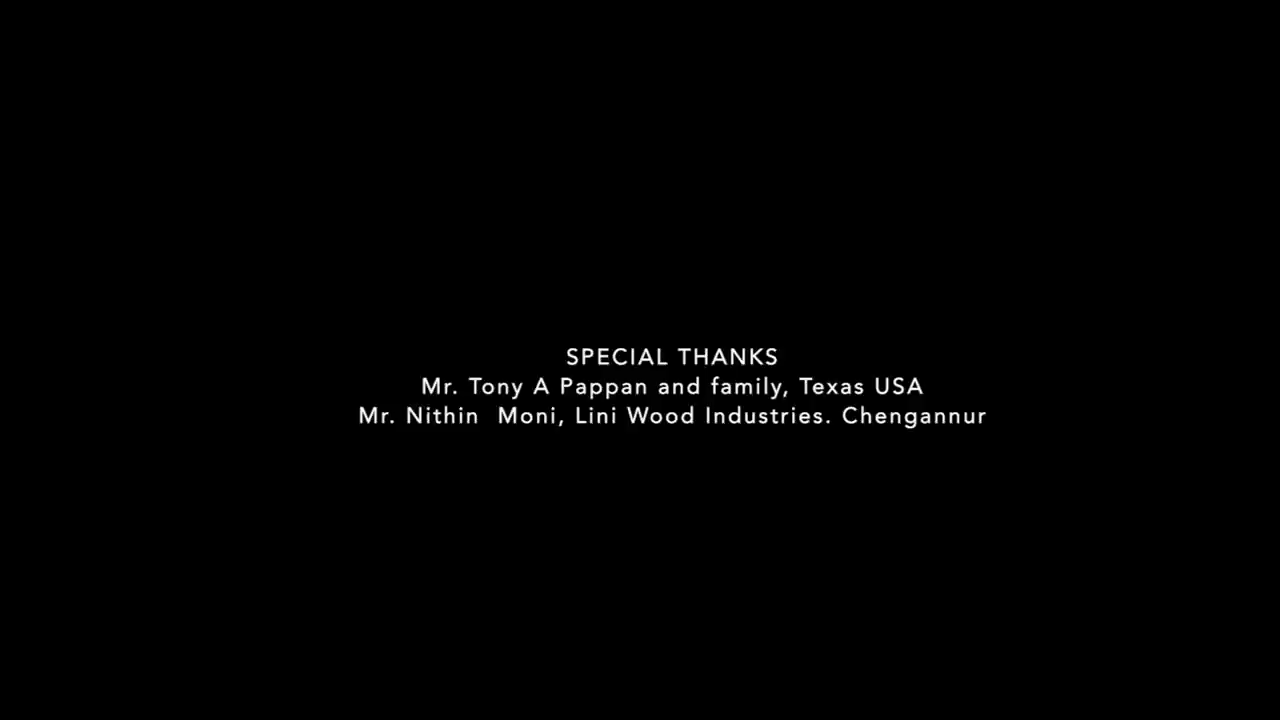 SPECIAL THANKS
Mr. Tony A Pappan and family, Texas USA
Mr. Nithin  Moni, Lini Wood Industries. Chengannur